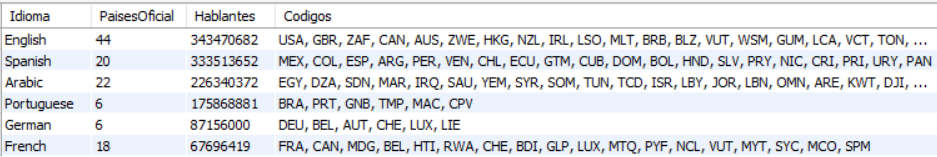 Idioma PaisesOficial Hablantes Codigos
English 44 343470682 USA, GBR, ZAF, CAN, AUS, ZWE, HKG, NZL, IRL, LSO, MLT, BRB, BLZ, VUT, WSM, GUM, LCA, VCT, TON, ...
Spanish 20 333513652 MEX, COL, ESP, ARG, PER, VEN, CHL, ECU, GTM, CUB, DOM, BOL, HND, SLV, PRY, NIC, CRI, PRI, URY, PAN
Arabic 22 226340372 EGY, DZA, SDN, MAR, IRQ, SAU, YEM, SYR, SOM, TUN, TCD, ISR, LBY, JOR, LBN, OMN, ARE, KWT, DJI, ...
Portuguese 6 175868881 BRA, PRT, GNB, TMP, MAC, CPV
German 6 87156000 DEU, BEL, AUT, CHE, LUX, LIE
French 18 67696419 FRA, CAN, MDG, BEL, HTI, RWA, CHE, BDI, GLP, LUX, MTQ, PYF, NCL, VUT, MYT, SYC, MCO, SPM